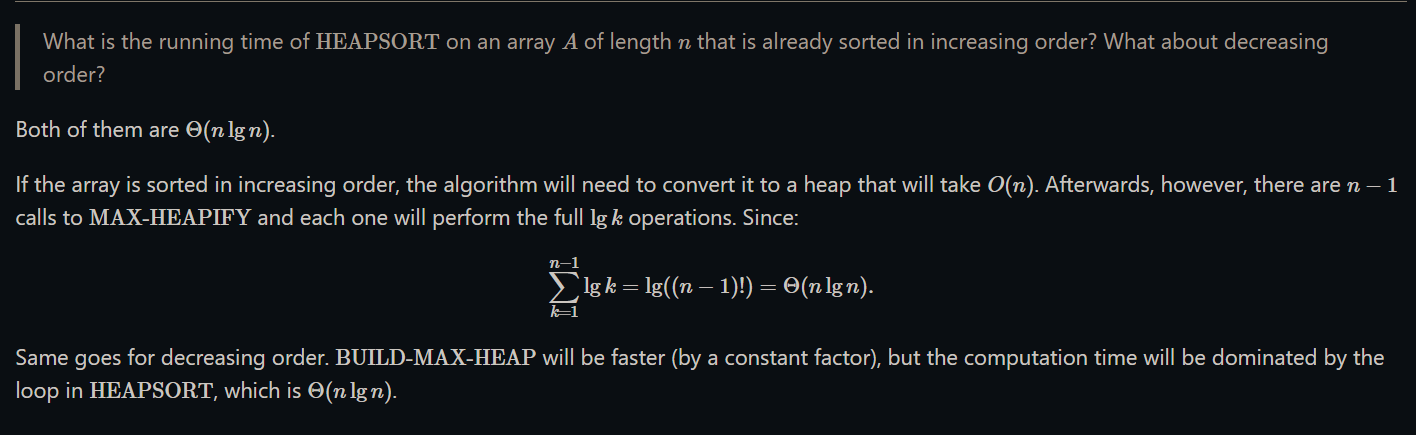 What is the running time of HEAPSORT on an array A of length n that is already sorted in increasing order? What about decreasing
order?
Both of them are Θ(n lg n).
If the array is sorted in increasing order, the algorithm will need to convert it to a heap that will take O(n). Afterwards, however, there are n − 1
calls to MAX-HEAPIFY and each one will perform the full lg k operations. Since:
∑_{k=1}^{n−1} lg k = lg((n − 1)!) = Θ(n lg n).
Same goes for decreasing order. BUILD-MAX-HEAP will be faster (by a constant factor), but the computation time will be dominated by the
loop in HEAPSORT, which is Θ(n lg n).